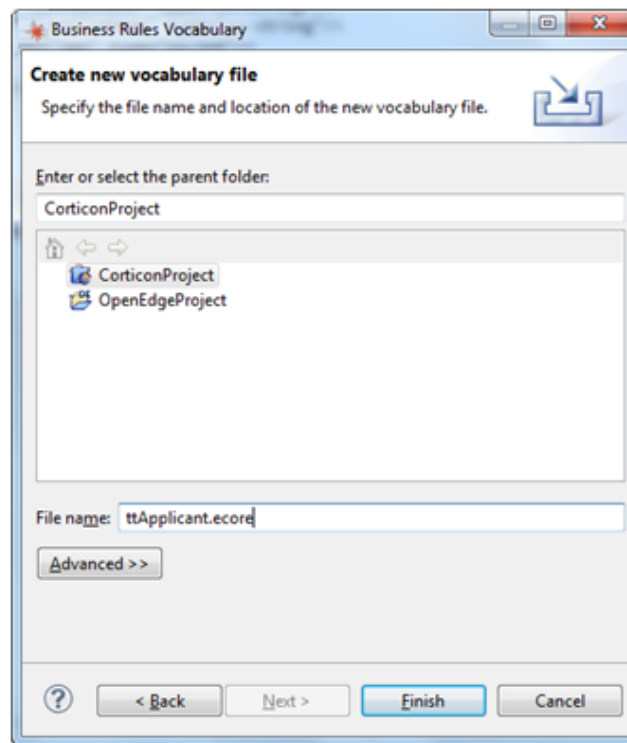 Business Rules Vocabulary
Create new vocabulary file
Specify the file name and location of the new vocabulary file.
Enter or select the parent folder:
CorticonProject
CorticonProject
OpenEdgeProject
File name: ttApplicant.ecore
Advanced >>
? < Back Next > Finish Cancel